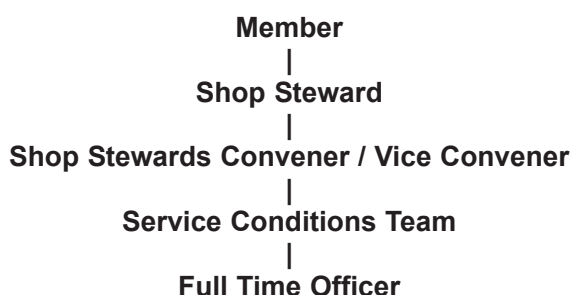 Member
|
Shop Steward
|
Shop Stewards Convener / Vice Convener
|
Service Conditions Team
|
Full Time Officer